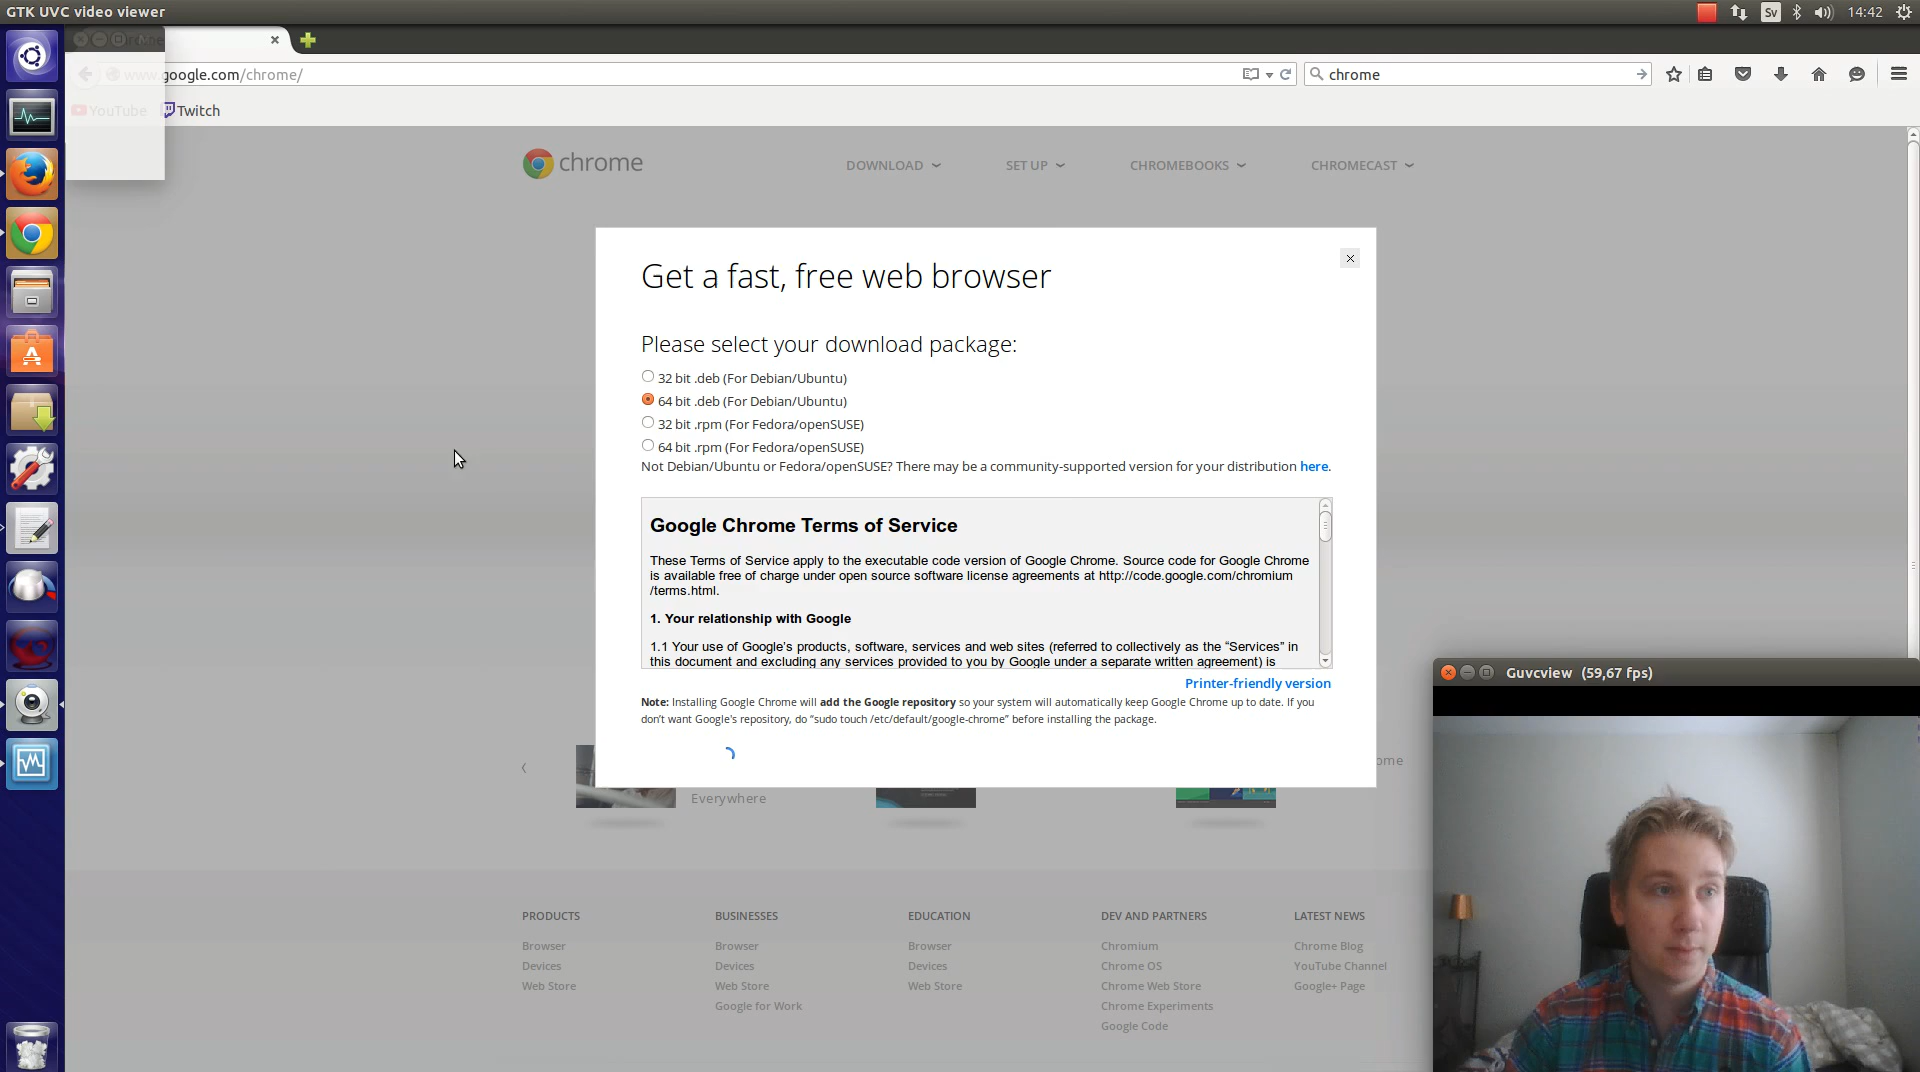 GTK UVC video viewer
Sv
14:42
www.google.com/chrome/
chrome
YouTube
Twitch
chrome
DOWNLOAD
SET UP
CHROMEBOOKS
CHROMECAST
Get a fast, free web browser
Please select your download package:
32 bit .deb (For Debian/Ubuntu)
64 bit .deb (For Debian/Ubuntu)
32 bit .rpm (For Fedora/openSUSE)
64 bit .rpm (For Fedora/openSUSE)
Not Debian/Ubuntu or Fedora/openSUSE? There may be a community-supported version for your distribution here.
Google Chrome Terms of Service
These Terms of Service apply to the executable code version of Google Chrome. Source code for Google Chrome
is available free of charge under open source software license agreements at http://code.google.com/chromium
/terms.html.
1. Your relationship with Google
1.1 Your use of Google's products, software, services and web sites (referred to collectively as the “Services” in
this document and excluding any services provided to you by Google under a separate written agreement) is
Printer-friendly version
Note: Installing Google Chrome will add the Google repository so your system will automatically keep Google Chrome up to date. If you
don't want Google's repository, do “sudo touch /etc/default/google-chrome” before installing the package.
Guvcview (59,67 fps)
ome
Everywhere
PRODUCTS
Browser
Devices
Web Store
BUSINESSES
Browser
Devices
Web Store
Google for Work
EDUCATION
Browser
Devices
Web Store
DEV AND PARTNERS
Chromium
Chrome OS
Chrome Web Store
Chrome Experiments
Google Code
LATEST NEWS
Chrome Blog
YouTube Channel
Google+ Page